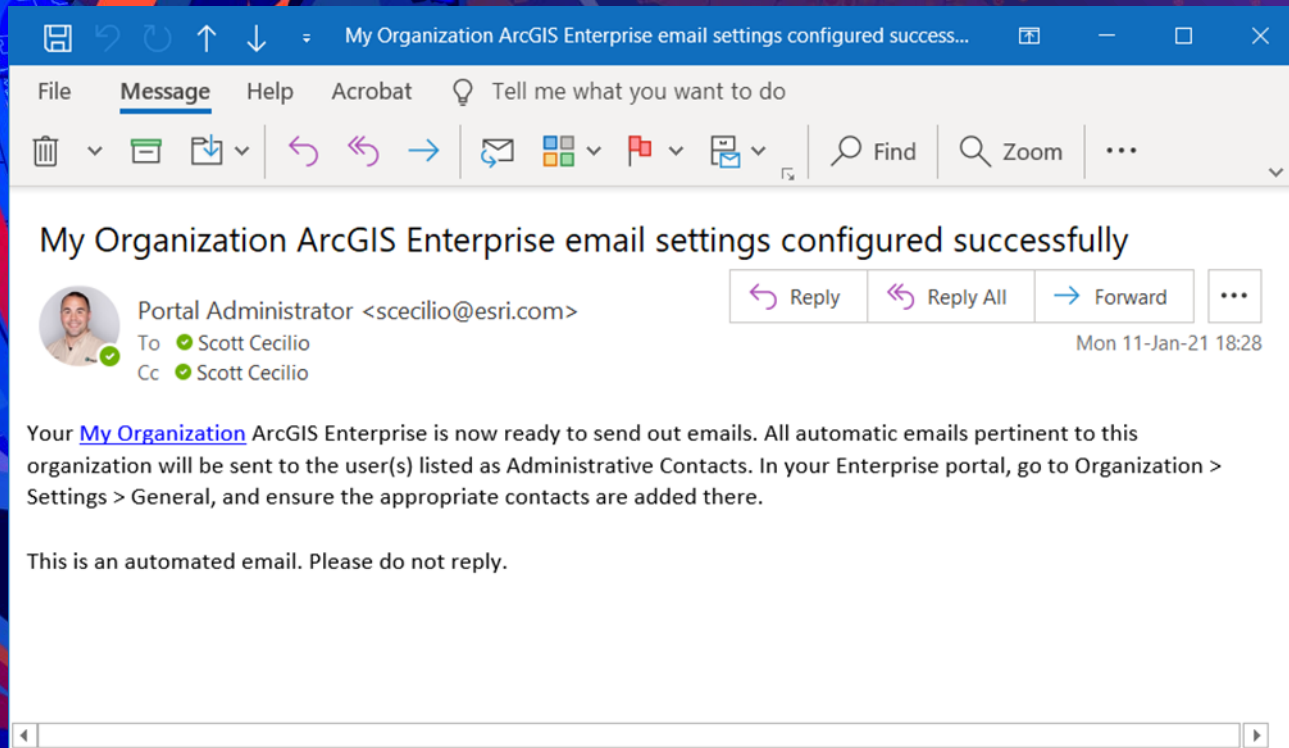 My Organization ArcGIS Enterprise email settings configured success...
File Message Help Acrobat Tell me what you want to do
Find Zoom ...
My Organization ArcGIS Enterprise email settings configured successfully
Portal Administrator <scecilio@esri.com>
Reply Reply All Forward ...
To Scott Cecilio
Mon 11-Jan-21 18:28
Cc Scott Cecilio
Your My Organization ArcGIS Enterprise is now ready to send out emails. All automatic emails pertinent to this
organization will be sent to the user(s) listed as Administrative Contacts. In your Enterprise portal, go to Organization >
Settings > General, and ensure the appropriate contacts are added there.
This is an automated email. Please do not reply.